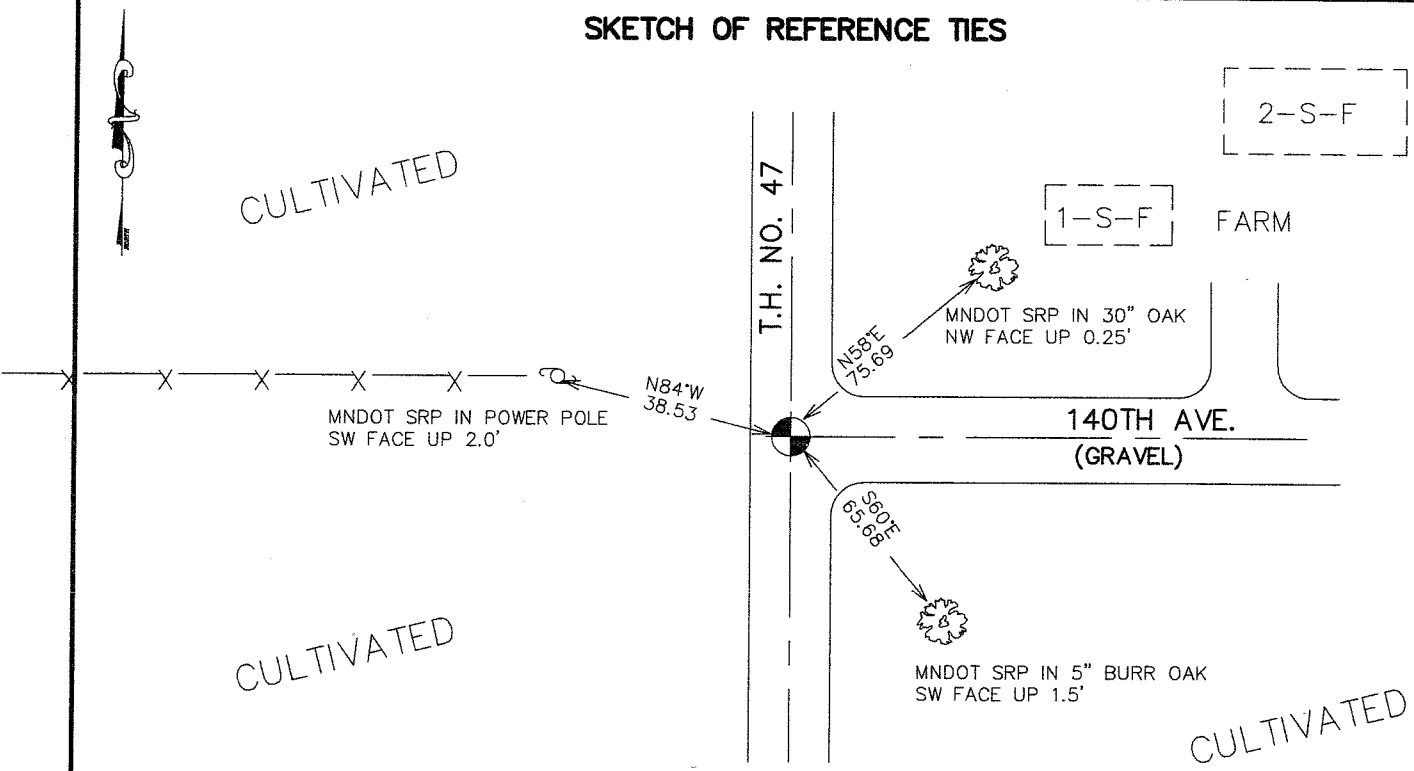 SKETCH OF REFERENCE TIES
2-S-F
CULTIVATED
T.H. NO. 47
1-S-F
FARM
MNDOT SRP IN 30" OAK
NW FACE UP 0.25'
N58°E
75.69
N84°W
38.53
MNDOT SRP IN POWER POLE
SW FACE UP 2.0'
140TH AVE.
(GRAVEL)
S60°E
65.68
CULTIVATED
MNDOT SRP IN 5" BURR OAK
SW FACE UP 1.5'
CULTIVATED